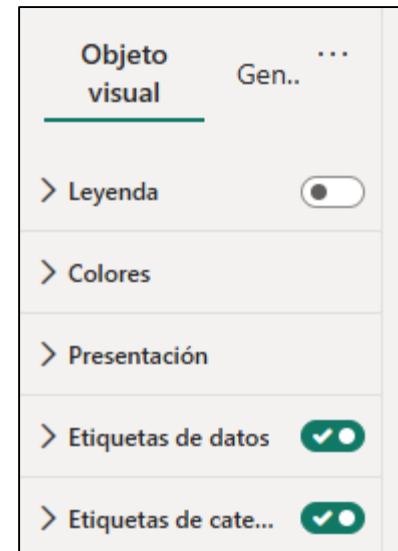 Objeto
visual
Gen.. ...
Leyenda
Colores
Presentación
Etiquetas de datos
Etiquetas de cate...